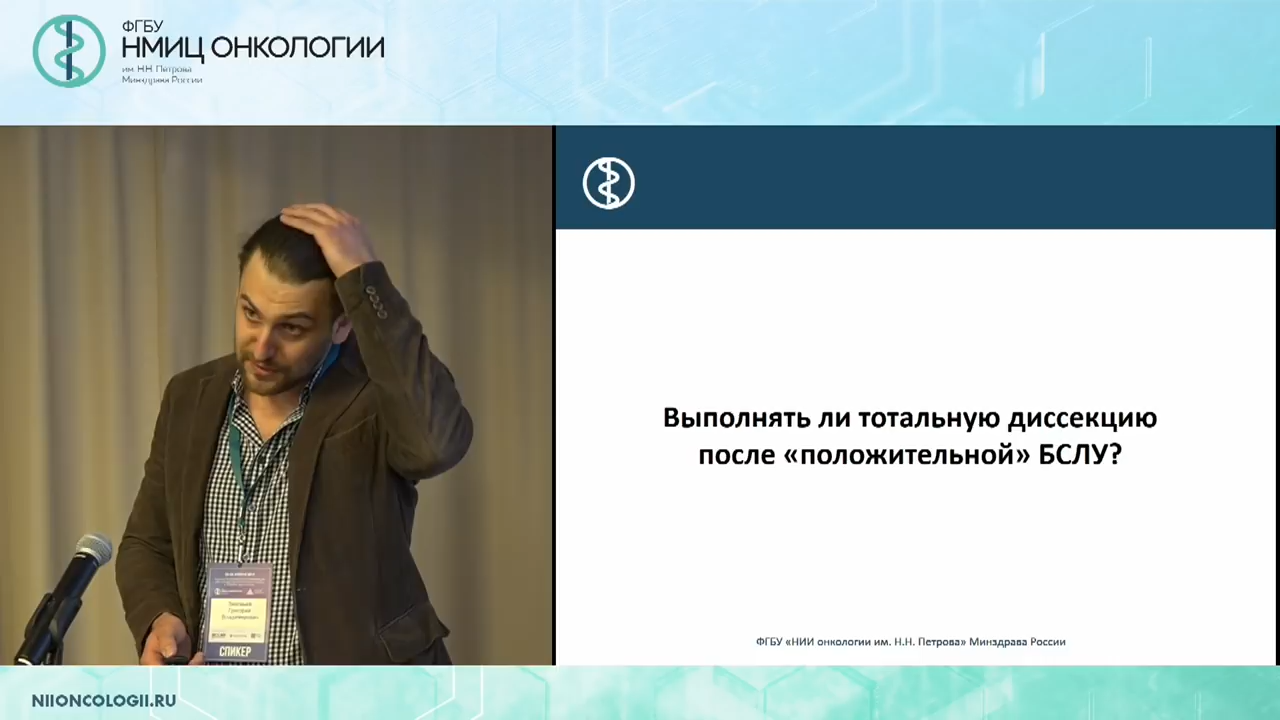 ФГБУ
НМИЦ ОНКОЛОГИИ
им. Н.Н. Петрова
Минздрава России
Выполнять ли тотальную диссекцию
после «положительной» БСЛУ?
ФГБУ «НИИ онкологии им. Н.Н. Петрова» Минздрава России
Григорий
СПИКЕР
NIIONCOLOGII.RU